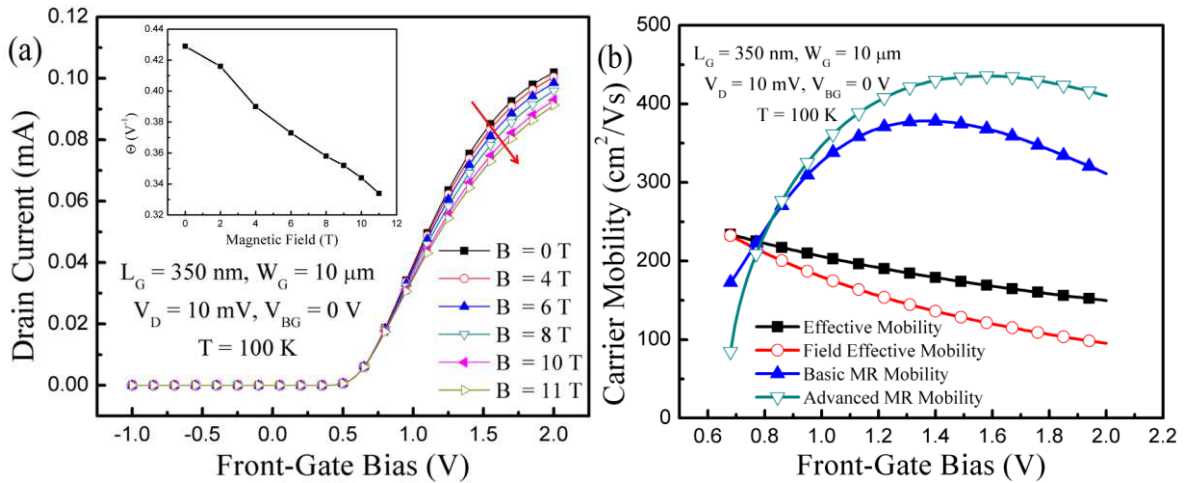 (a)
0.12
0.10
0.08
0.06
0.04
0.02
0.00
Drain Current (mA)
-1.0 -0.5 0.0 0.5 1.0 1.5 2.0
Front-Gate Bias (V)
0.44
0.42
0.40
0.38
0.36
0.34
0.32
Θ (V⁻¹)
0 2 4 6 8 10 12
Magnetic Field (T)
L_G = 350 nm, W_G = 10 μm
V_D = 10 mV, V_BG = 0 V
T = 100 K
B = 0 T
B = 4 T
B = 6 T
B = 8 T
B = 10 T
B = 11 T
(b)
500
400
300
200
100
0
Carrier Mobility (cm²/Vs)
0.6 0.8 1.0 1.2 1.4 1.6 1.8 2.0 2.2
Front-Gate Bias (V)
L_G = 350 nm, W_G = 10 μm
V_D = 10 mV, V_BG = 0 V
T = 100 K
Effective Mobility
Field Effective Mobility
Basic MR Mobility
Advanced MR Mobility